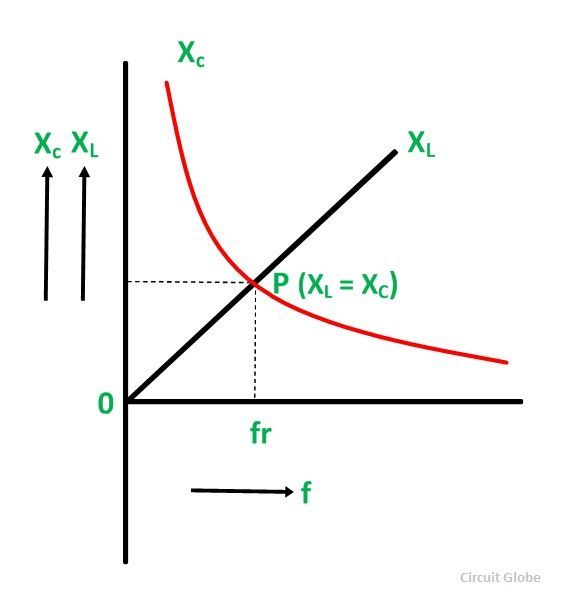 Xc
Xc XL
XL
P (XL = XC)
0
fr
f
Circuit Globe